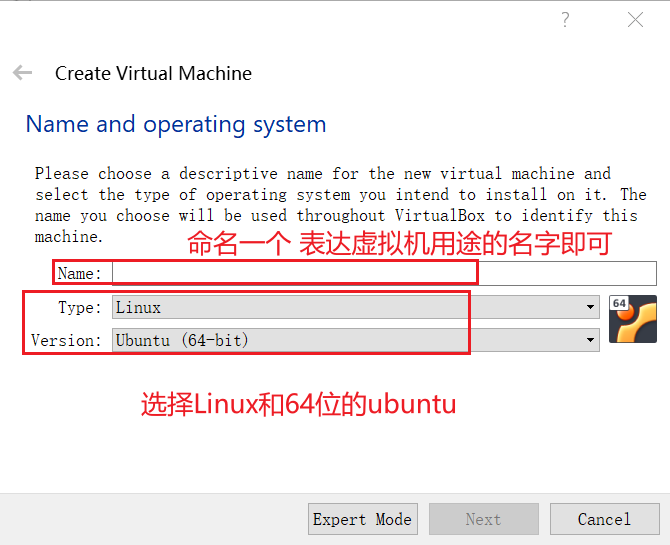 ?
Create Virtual Machine
Name and operating system
Please choose a descriptive name for the new virtual machine and
select the type of operating system you intend to install on it. The
name you choose will be used throughout VirtualBox to identify this
machine.
命名一个 表达虚拟机用途的名字即可
Name:
Type: Linux
64
Version: Ubuntu (64-bit)
选择Linux和64位的ubuntu
Expert Mode Next Cancel